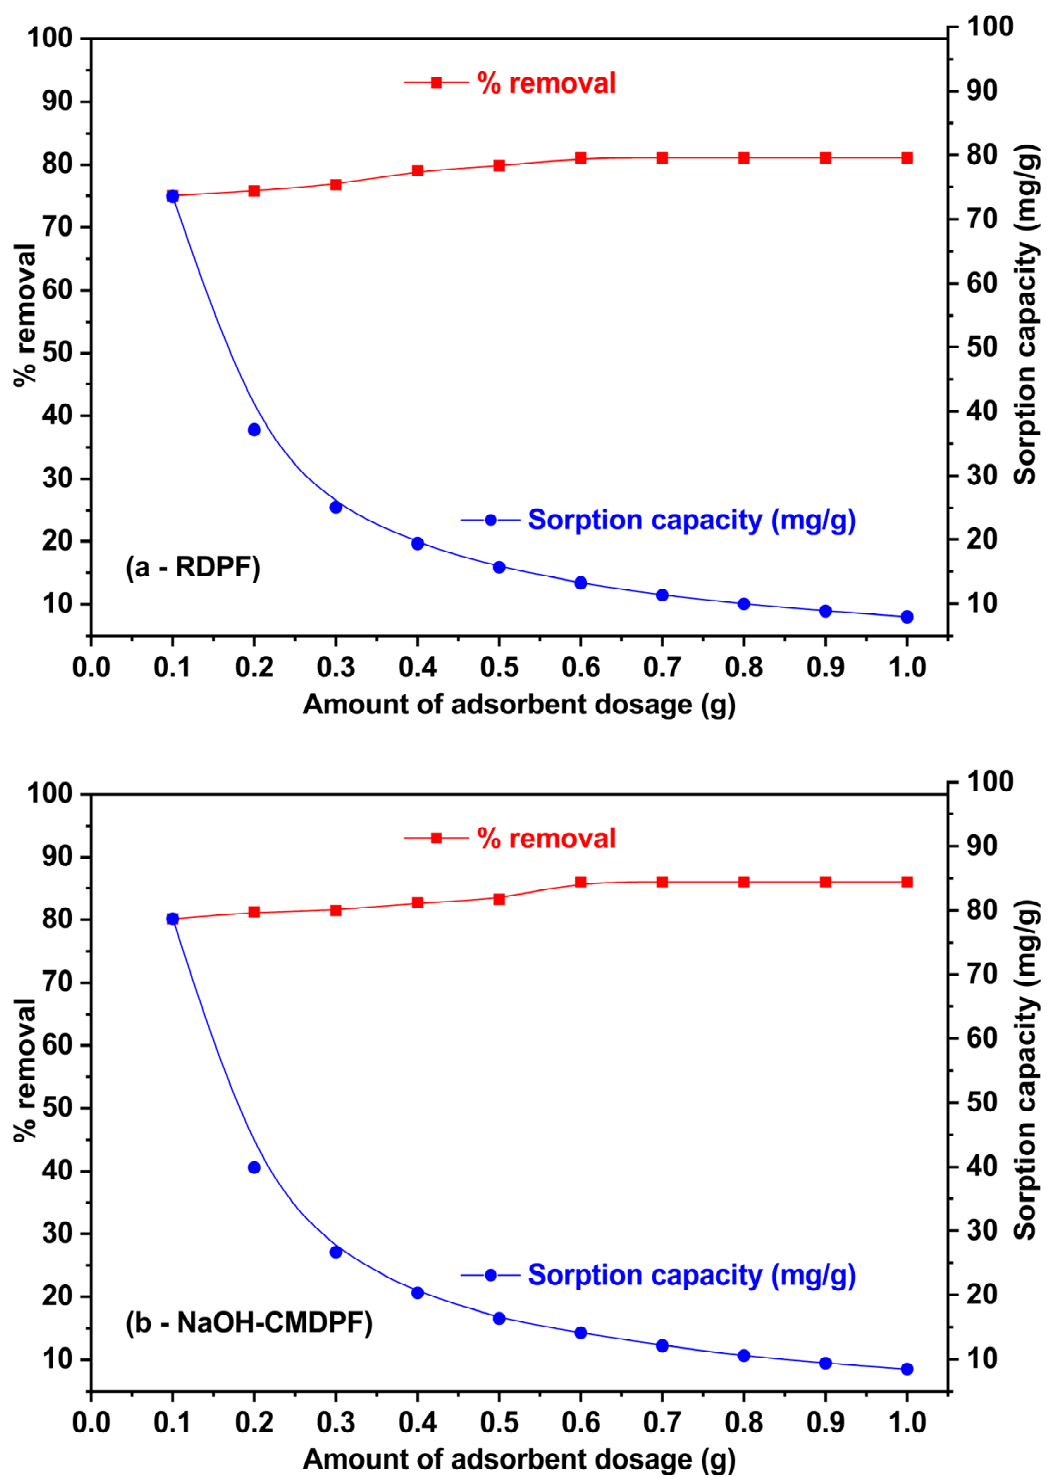 100
90
80
70
60
50
40
30
20
10
% removal
100
90
80
70
60
50
40
30
20
10
Sorption capacity (mg/g)
% removal
Sorption capacity (mg/g)
(a - RDPF)
0.0 0.1 0.2 0.3 0.4 0.5 0.6 0.7 0.8 0.9 1.0
Amount of adsorbent dosage (g)
100
90
80
70
60
50
40
30
20
10
% removal
100
90
80
70
60
50
40
30
20
10
Sorption capacity (mg/g)
% removal
Sorption capacity (mg/g)
(b - NaOH-CMDPF)
0.0 0.1 0.2 0.3 0.4 0.5 0.6 0.7 0.8 0.9 1.0
Amount of adsorbent dosage (g)